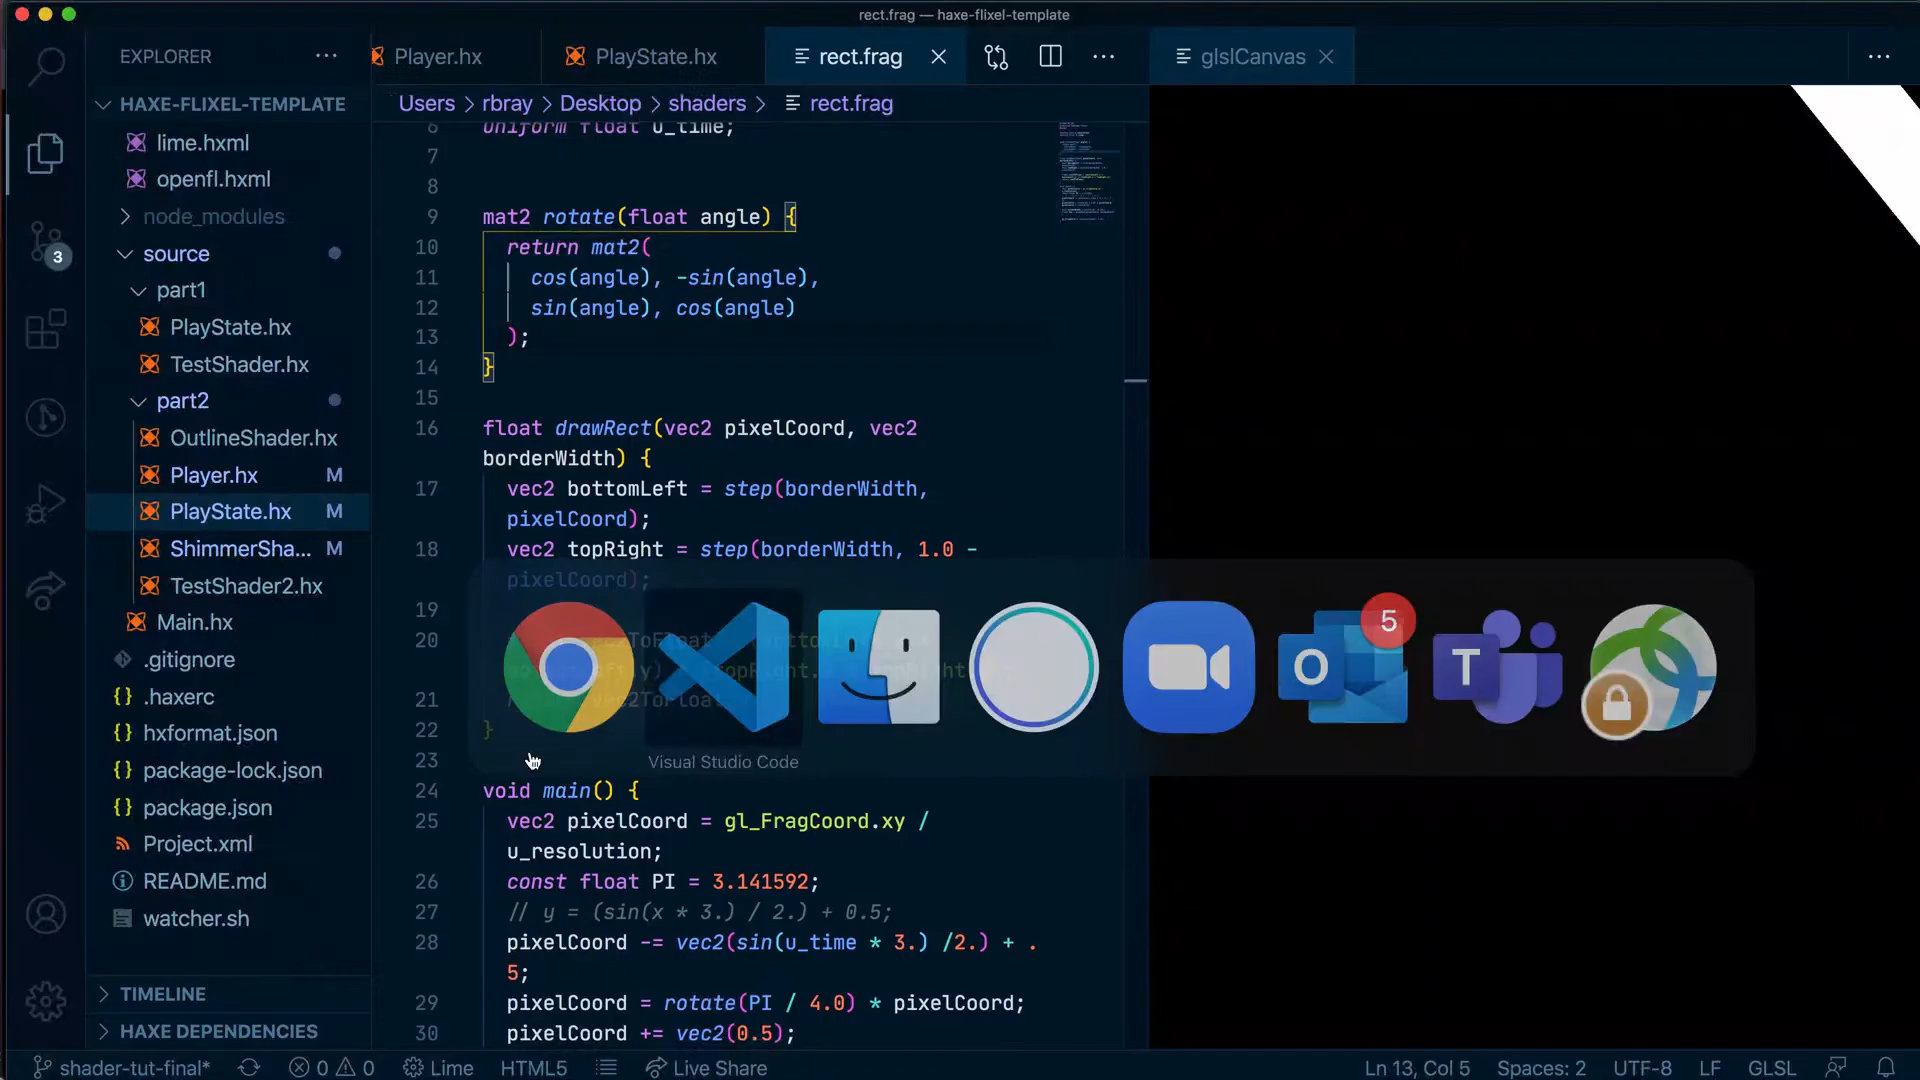 rect.frag — haxe-flixel-template
EXPLORER
Player.hx
PlayState.hx
rect.frag
glslCanvas
HAXE-FLIXEL-TEMPLATE
lime.hxml
openfl.hxml
node_modules
source
part1
PlayState.hx
TestShader.hx
part2
OutlineShader.hx
Player.hx M
PlayState.hx M
ShimmerSha... M
TestShader2.hx
Main.hx
.gitignore
.haxerc
hxformat.json
package-lock.json
package.json
Project.xml
README.md
watcher.sh
TIMELINE
HAXE DEPENDENCIES
3
Users > rbray > Desktop > shaders > rect.frag
6 uniform float u_time;
7
8
9 mat2 rotate(float angle) {
10 return mat2(
11 cos(angle), -sin(angle),
12 sin(angle), cos(angle)
13 );
14 }
15
16 float drawRect(vec2 pixelCoord, vec2
borderWidth) {
17 vec2 bottomLeft = step(borderWidth,
pixelCoord);
18 vec2 topRight = step(borderWidth, 1.0 -
pixelCoord);
19
20
21
22 }
23
24 void main() {
25 vec2 pixelCoord = gl_FragCoord.xy /
u_resolution;
26 const float PI = 3.141592;
27 // y = (sin(x * 3.) / 2.) + 0.5;
28 pixelCoord -= vec2(sin(u_time * 3.) /2.) + .
5;
29 pixelCoord = rotate(PI / 4.0) * pixelCoord;
30 pixelCoord += vec2(0.5);
O
5
T
Visual Studio Code
shader-tut-final* 0 0 Lime HTML5 Live Share Ln 13, Col 5 Spaces: 2 UTF-8 LF GLSL